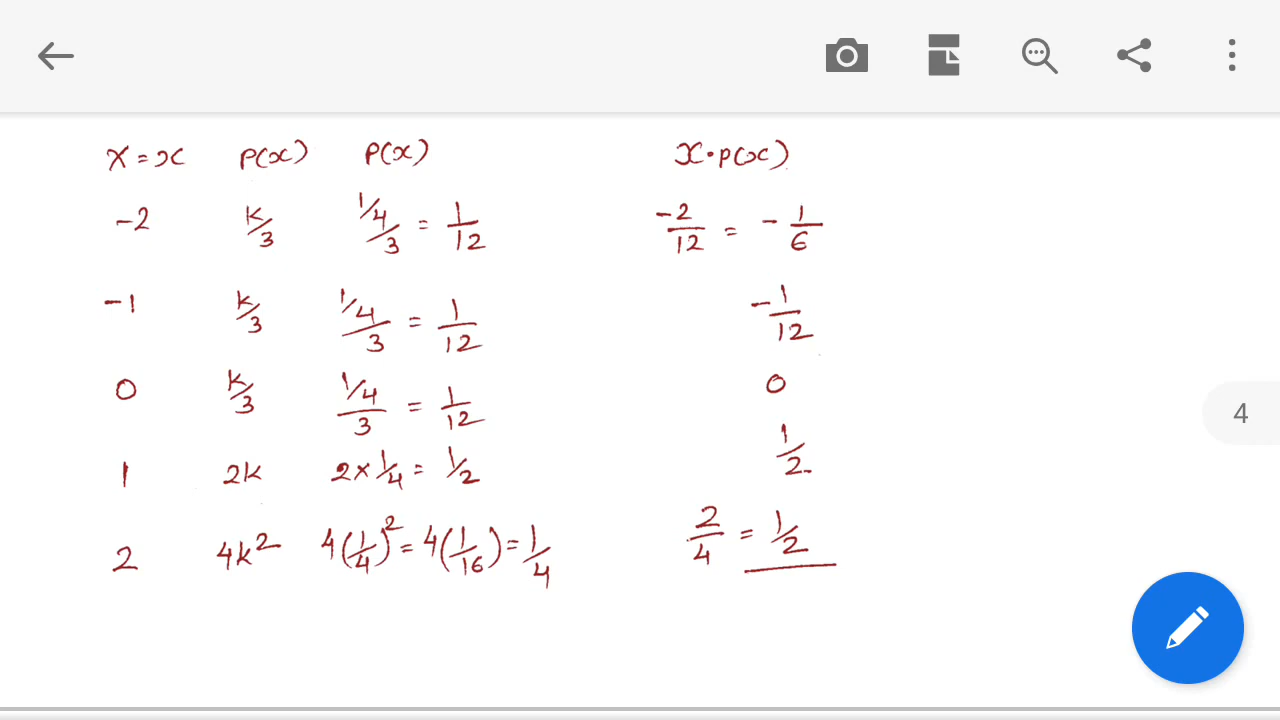 X = x P(x) P(x) X·P(x)
-2 k/3 1/4/3 = 1/12 -2/12 = -1/6
-1 k/3 1/4/3 = 1/12 -1/12
0 k/3 1/4/3 = 1/12 0
1 2k 2 × 1/4 = 1/2 1/2
2 4k² 4(1/4)² = 4(1/16) = 1/4 2/4 = 1/2
4